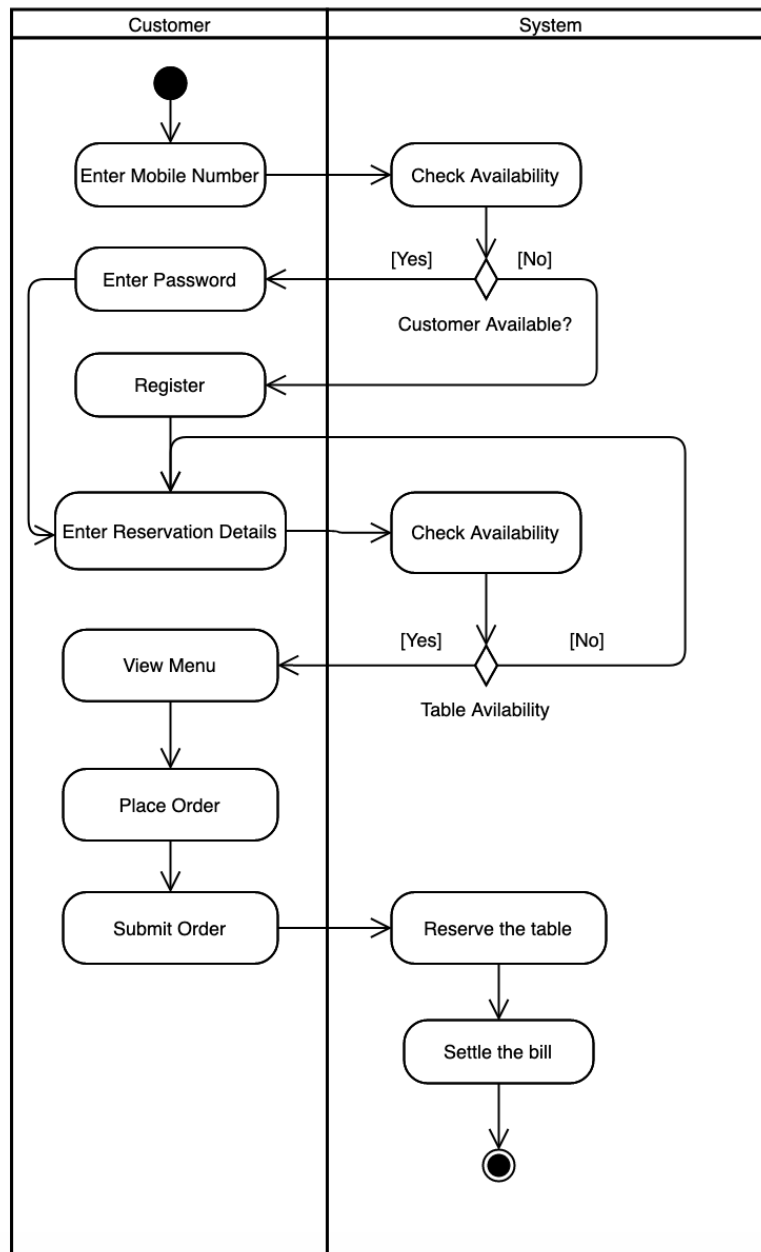 Customer
System
Enter Mobile Number
Check Availability
[Yes]
[No]
Enter Password
Customer Available?
Register
Enter Reservation Details
Check Availability
[Yes]
[No]
View Menu
Table Avilability
Place Order
Submit Order
Reserve the table
Settle the bill